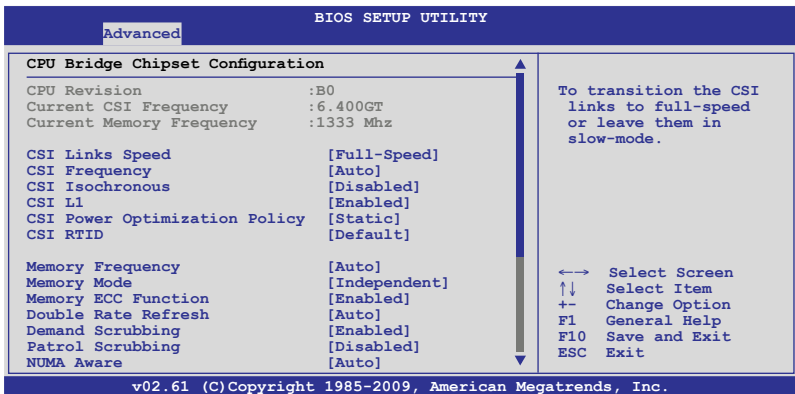 BIOS SETUP UTILITY
Advanced
CPU Bridge Chipset Configuration
CPU Revision :B0
Current CSI Frequency :6.400GT
Current Memory Frequency :1333 Mhz
CSI Links Speed [Full-Speed]
CSI Frequency [Auto]
CSI Isochronous [Disabled]
CSI L1 [Enabled]
CSI Power Optimization Policy [Static]
CSI RTID [Default]
Memory Frequency [Auto]
Memory Mode [Independent]
Memory ECC Function [Enabled]
Double Rate Refresh [Auto]
Demand Scrubbing [Enabled]
Patrol Scrubbing [Disabled]
NUMA Aware [Auto]
To transition the CSI
links to full-speed
or leave them in
slow-mode.
←→ Select Screen
↑↓ Select Item
+- Change Option
F1 General Help
F10 Save and Exit
ESC Exit
v02.61 (C)Copyright 1985-2009, American Megatrends, Inc.